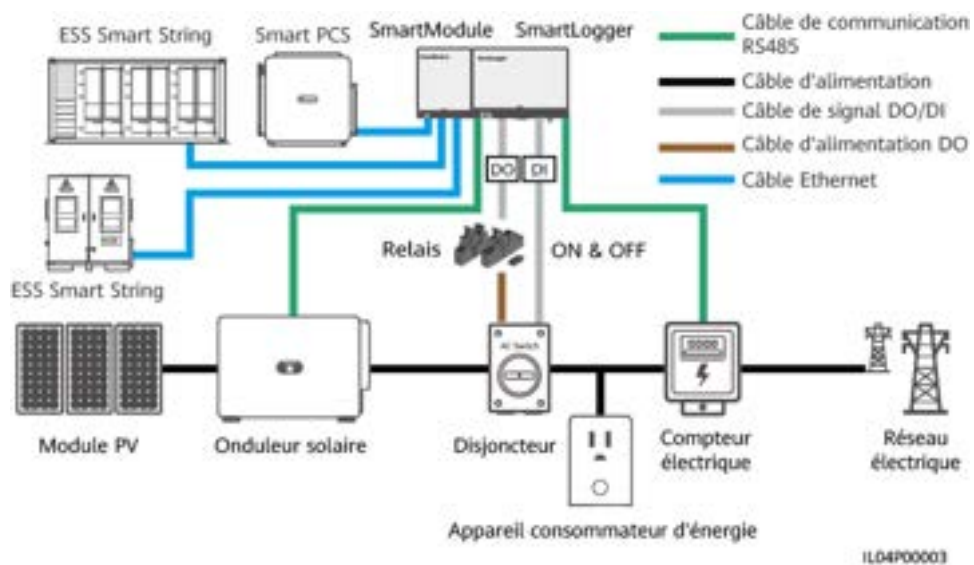 ESS Smart String
Smart PCS
SmartModule
SmartLogger
Câble de communication
RS485
Câble d'alimentation
Câble de signal DO/DI
Câble d'alimentation DO
Câble Ethernet
DO
DI
Relais
ON & OFF
ESS Smart String
AC Switch
Module PV
Onduleur solaire
Disjoncteur
Compteur
électrique
Réseau
électrique
Appareil consommateur d'énergie
IL04P00003